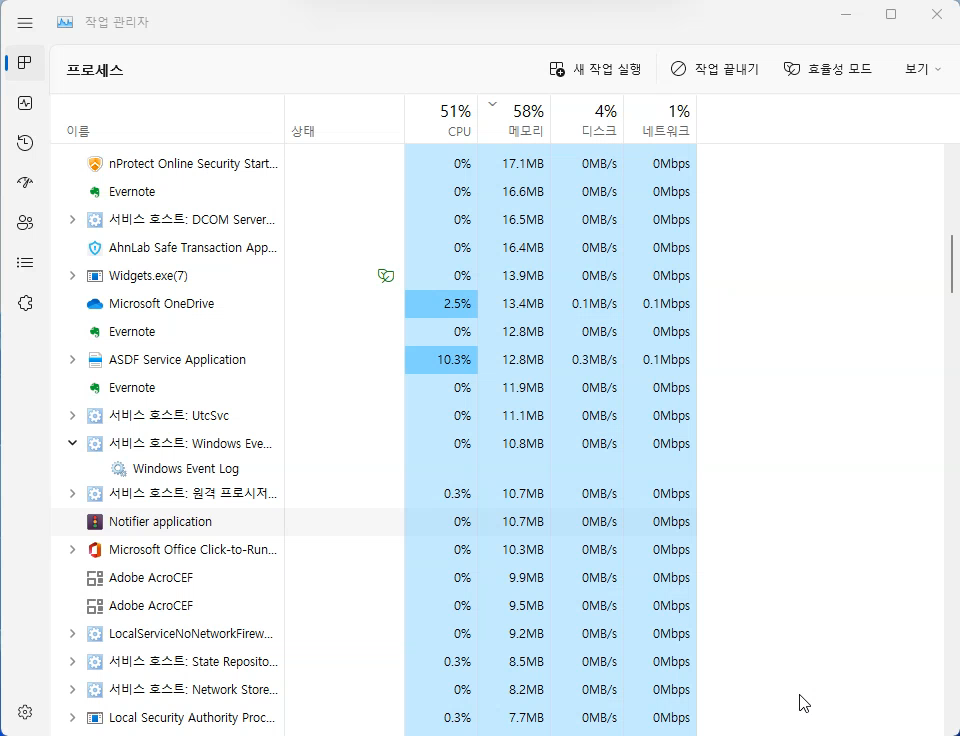 작업 관리자
프로세스
새 작업 실행
작업 끝내기
효율성 모드
보기
51% 58% 4% 1%
이름 상태 CPU 메모리 디스크 네트워크
nProtect Online Security Start... 0% 17.1MB 0MB/s 0Mbps
Evernote 0% 16.6MB 0MB/s 0Mbps
서비스 호스트: DCOM Server... 0% 16.5MB 0MB/s 0Mbps
AhnLab Safe Transaction App... 0% 16.4MB 0MB/s 0Mbps
Widgets.exe(7) 0% 13.9MB 0MB/s 0Mbps
Microsoft OneDrive 2.5% 13.4MB 0.1MB/s 0.1Mbps
Evernote 0% 12.8MB 0MB/s 0Mbps
ASDF Service Application 10.3% 12.8MB 0.3MB/s 0.1Mbps
Evernote 0% 11.9MB 0MB/s 0Mbps
서비스 호스트: UtcSvc 0% 11.1MB 0MB/s 0Mbps
서비스 호스트: Windows Eve... 0% 10.8MB 0MB/s 0Mbps
Windows Event Log
서비스 호스트: 원격 프로시저... 0.3% 10.7MB 0MB/s 0Mbps
Notifier application 0% 10.7MB 0MB/s 0Mbps
Microsoft Office Click-to-Run... 0% 10.3MB 0MB/s 0Mbps
Adobe AcroCEF 0% 9.9MB 0MB/s 0Mbps
Adobe AcroCEF 0% 9.5MB 0MB/s 0Mbps
LocalServiceNoNetworkFirew... 0% 9.2MB 0MB/s 0Mbps
서비스 호스트: State Reposito... 0.3% 8.5MB 0MB/s 0Mbps
서비스 호스트: Network Store... 0% 8.2MB 0MB/s 0Mbps
Local Security Authority Proc... 0.3% 7.7MB 0MB/s 0Mbps